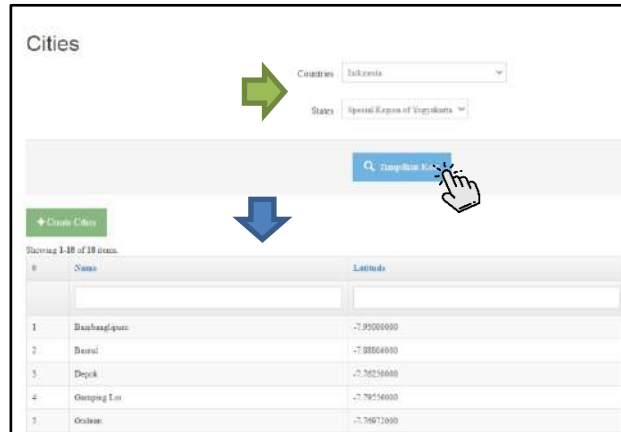 Cities
Countries Indonesia
States Special Region of Yogyakarta
Tampilkan
+ Create Cities
Showing 1-18 of 18 items.
# Name Latitude
1 Bambanglipuro -7.95000000
2 Bantul -7.88806000
3 Depok -7.76250000
4 Gamping Lor -7.79556000
5 Godean -7.76972000